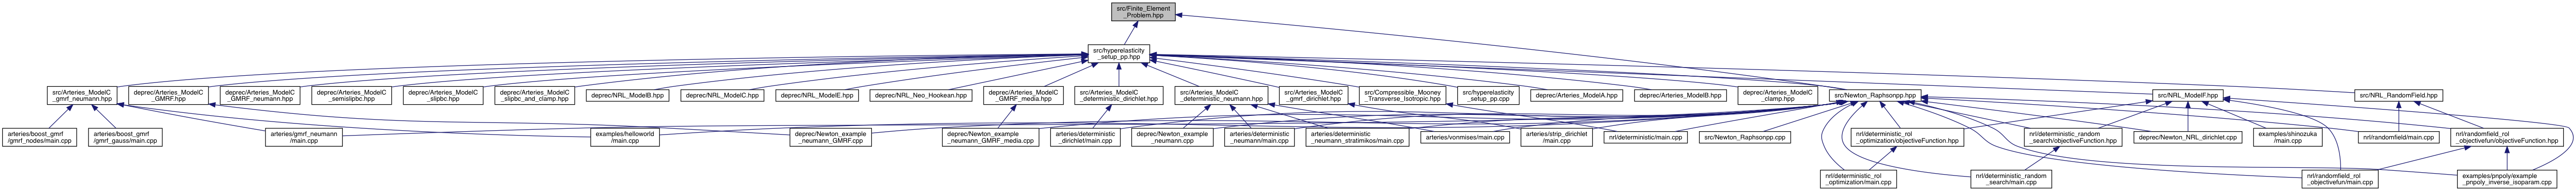 src/Finite_Element
_Problem.hpp
src/hyperelasticity
_setup_pp.hpp
src/Arteries_ModelC
_gmrf_neumann.hpp
deprec/Arteries_ModelC
_GMRF.hpp
deprec/Arteries_ModelC
_GMRF_neumann.hpp
deprec/Arteries_ModelC
_semislipbc.hpp
deprec/Arteries_ModelC
_slipbc.hpp
deprec/Arteries_ModelC
_slipbc_and_clamp.hpp
deprec/NRL_ModelB.hpp
deprec/NRL_ModelC.hpp
deprec/NRL_ModelE.hpp
deprec/NRL_Neo_Hookean.hpp
deprec/Arteries_ModelC
_GMRF_media.hpp
src/Arteries_ModelC
_deterministic_dirichlet.hpp
src/Arteries_ModelC
_deterministic_neumann.hpp
src/Arteries_ModelC
_gmrf_dirichlet.hpp
src/Compressible_Mooney
_Transverse_Isotropic.hpp
src/hyperelasticity
_setup_pp.cpp
deprec/Arteries_ModelA.hpp
deprec/Arteries_ModelB.hpp
deprec/Arteries_ModelC
_clamp.hpp
src/Newton_Raphsonpp.hpp
src/NRL_ModelF.hpp
src/NRL_RandomField.hpp
arteries/boost_gmrf
/gmrf_nodes/main.cpp
arteries/boost_gmrf
/gmrf_gauss/main.cpp
arteries/gmrf_neumann
/main.cpp
examples/helloworld
/main.cpp
deprec/Newton_example
_neumann_GMRF.cpp
deprec/Newton_example
_neumann_GMRF_media.cpp
arteries/deterministic
_dirichlet/main.cpp
deprec/Newton_example
_neumann.cpp
arteries/deterministic
_neumann/main.cpp
arteries/deterministic
_neumann_stratimikos/main.cpp
arteries/vonmises/main.cpp
arteries/strip_dirichlet
/main.cpp
nrl/deterministic/main.cpp
src/Newton_Raphsonpp.cpp
nrl/deterministic_rol
_optimization/objectiveFunction.hpp
nrl/deterministic_random
_search/objectiveFunction.hpp
deprec/Newton_NRL_dirichlet.cpp
examples/shinozuka
/main.cpp
nrl/randomfield/main.cpp
nrl/randomfield_rol
_objectivefun/objectiveFunction.hpp
nrl/deterministic_rol
_optimization/main.cpp
nrl/deterministic_random
_search/main.cpp
nrl/randomfield_rol
_objectivefun/main.cpp
examples/pnpoly/example
_pnpoly_inverse_isoparam.cpp